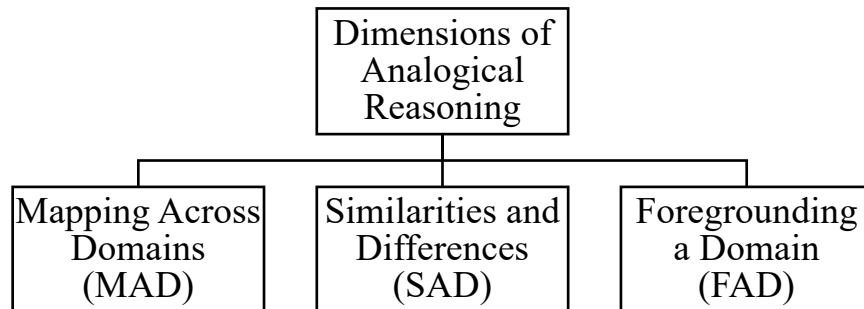 Dimensions of
Analogical
Reasoning
Mapping Across
Domains
(MAD)
Similarities and
Differences
(SAD)
Foregrounding
a Domain
(FAD)